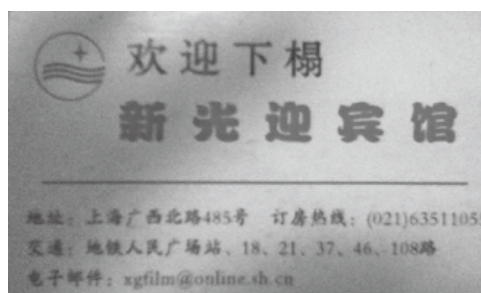 欢迎下榻
新光迎宾馆
地址：上海广西北路485号 订房热线：(021)6351105
交通：地铁人民广场站、18、21、37、46、108路
电子邮件：xgfilm@online.sh.cn